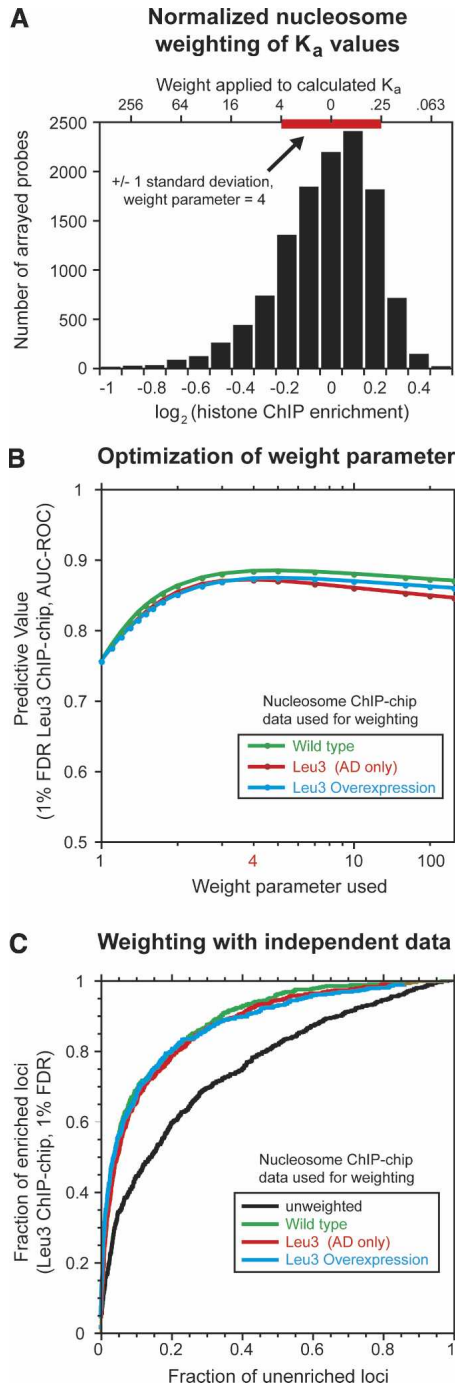 A
Normalized nucleosome
weighting of Ka values
Weight applied to calculated Ka
256 64 16 4 0 .25 .063
Number of arrayed probes
2500
2000
1500
1000
500
0
+/- 1 standard deviation,
weight parameter = 4
-1 -0.8 -0.6 -0.4 -0.2 0 0.2 0.4
log2 (histone ChIP enrichment)
B
Optimization of weight parameter
Predictive Value
(1% FDR Leu3 ChIP-chip, AUC-ROC)
1
0.9
0.8
0.7
0.6
0.5
Nucleosome ChIP-chip
data used for weighting
Wild type
Leu3 (AD only)
Leu3 Overexpression
1 4 10 100
Weight parameter used
C
Weighting with independent data
Fraction of enriched loci
(Leu3 ChIP-chip, 1% FDR)
1
0.8
0.6
0.4
0.2
0
Nucleosome ChIP-chip
data used for weighting
unweighted
Wild type
Leu3 (AD only)
Leu3 Overexpression
0 0.2 0.4 0.6 0.8 1
Fraction of unenriched loci